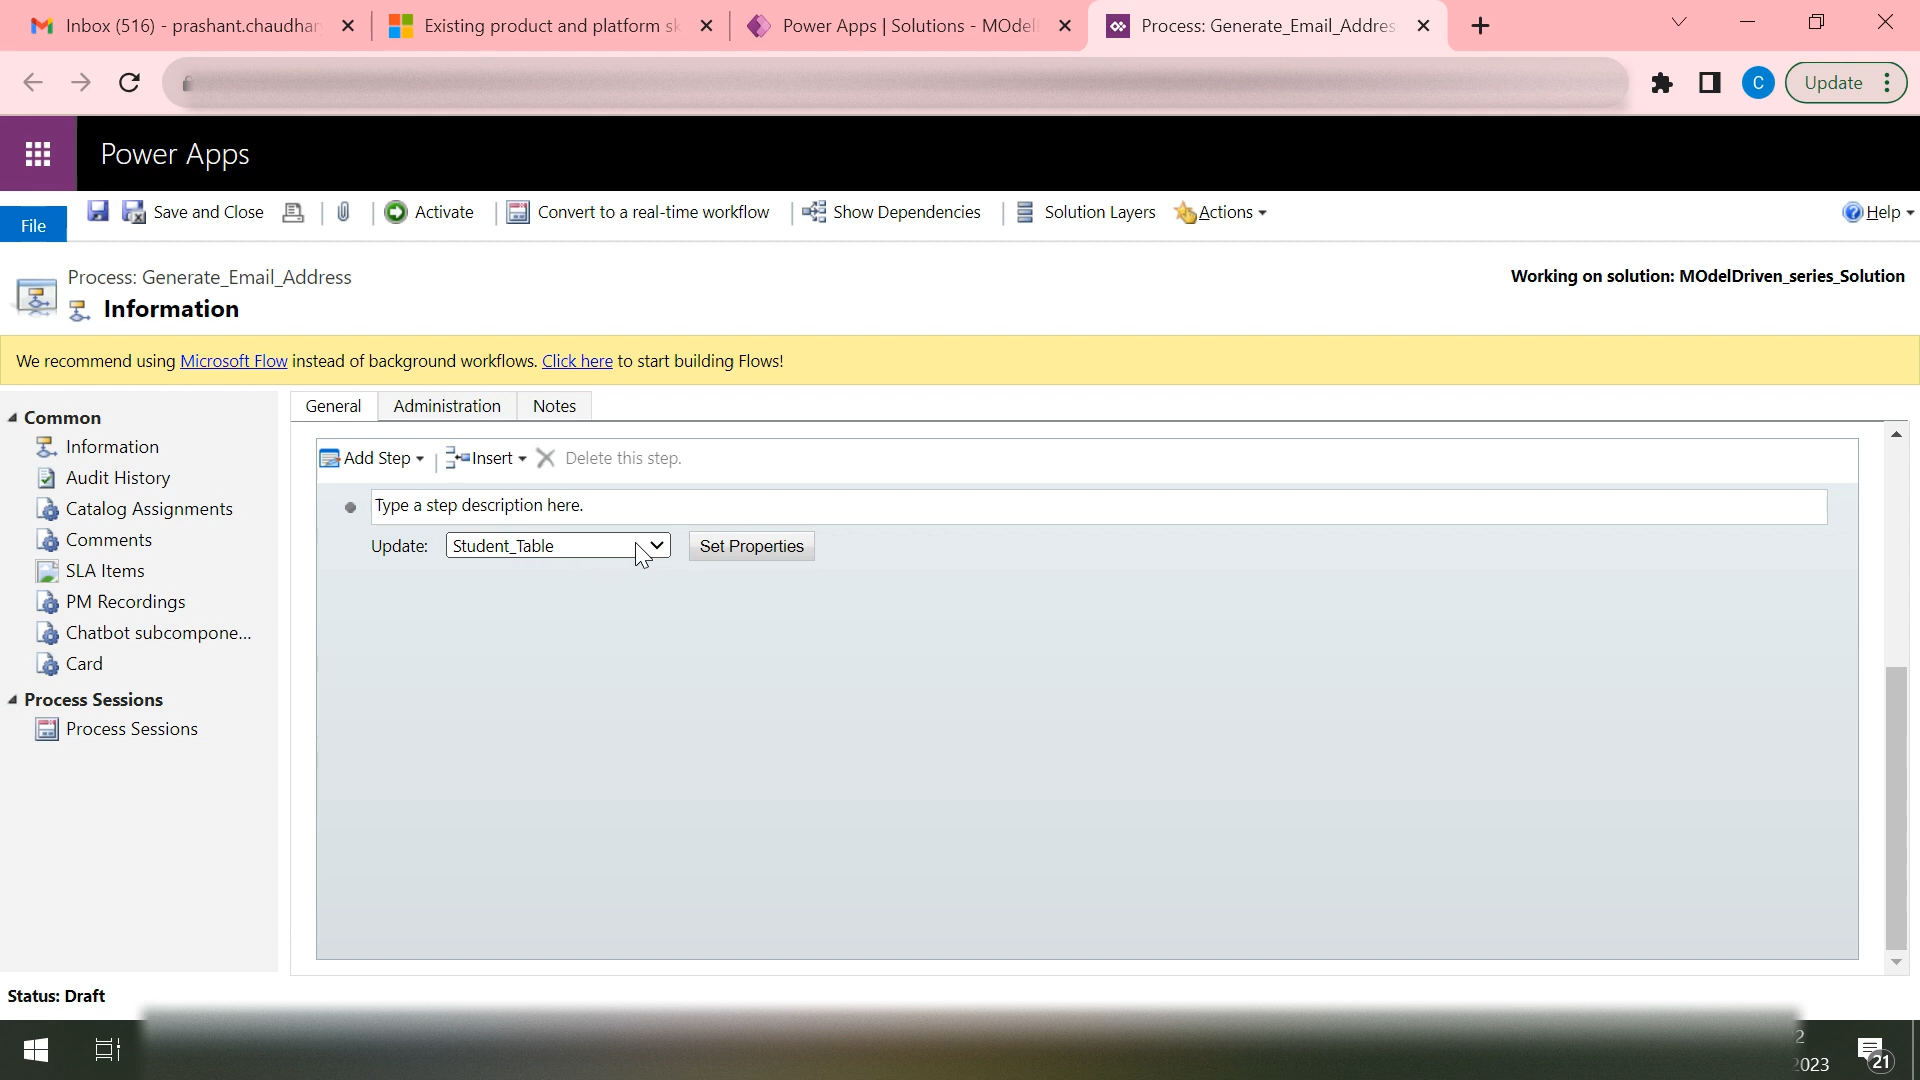 Inbox (516) - prashant.chaudhar
Existing product and platform sk
Power Apps | Solutions - MOdel
Process: Generate_Email_Addres
C
Update
Power Apps
File
Save and Close
Activate
Convert to a real-time workflow
Show Dependencies
Solution Layers
Actions
Help
Process: Generate_Email_Address
Information
Working on solution: MOdelDriven_series_Solution
We recommend using Microsoft Flow instead of background workflows. Click here to start building Flows!
Common
Information
Audit History
Catalog Assignments
Comments
SLA Items
PM Recordings
Chatbot subcompone...
Card
Process Sessions
Process Sessions
General
Administration
Notes
Add Step
Insert
Delete this step.
Type a step description here.
Update:
Student_Table
Set Properties
Status: Draft
2
2023
21